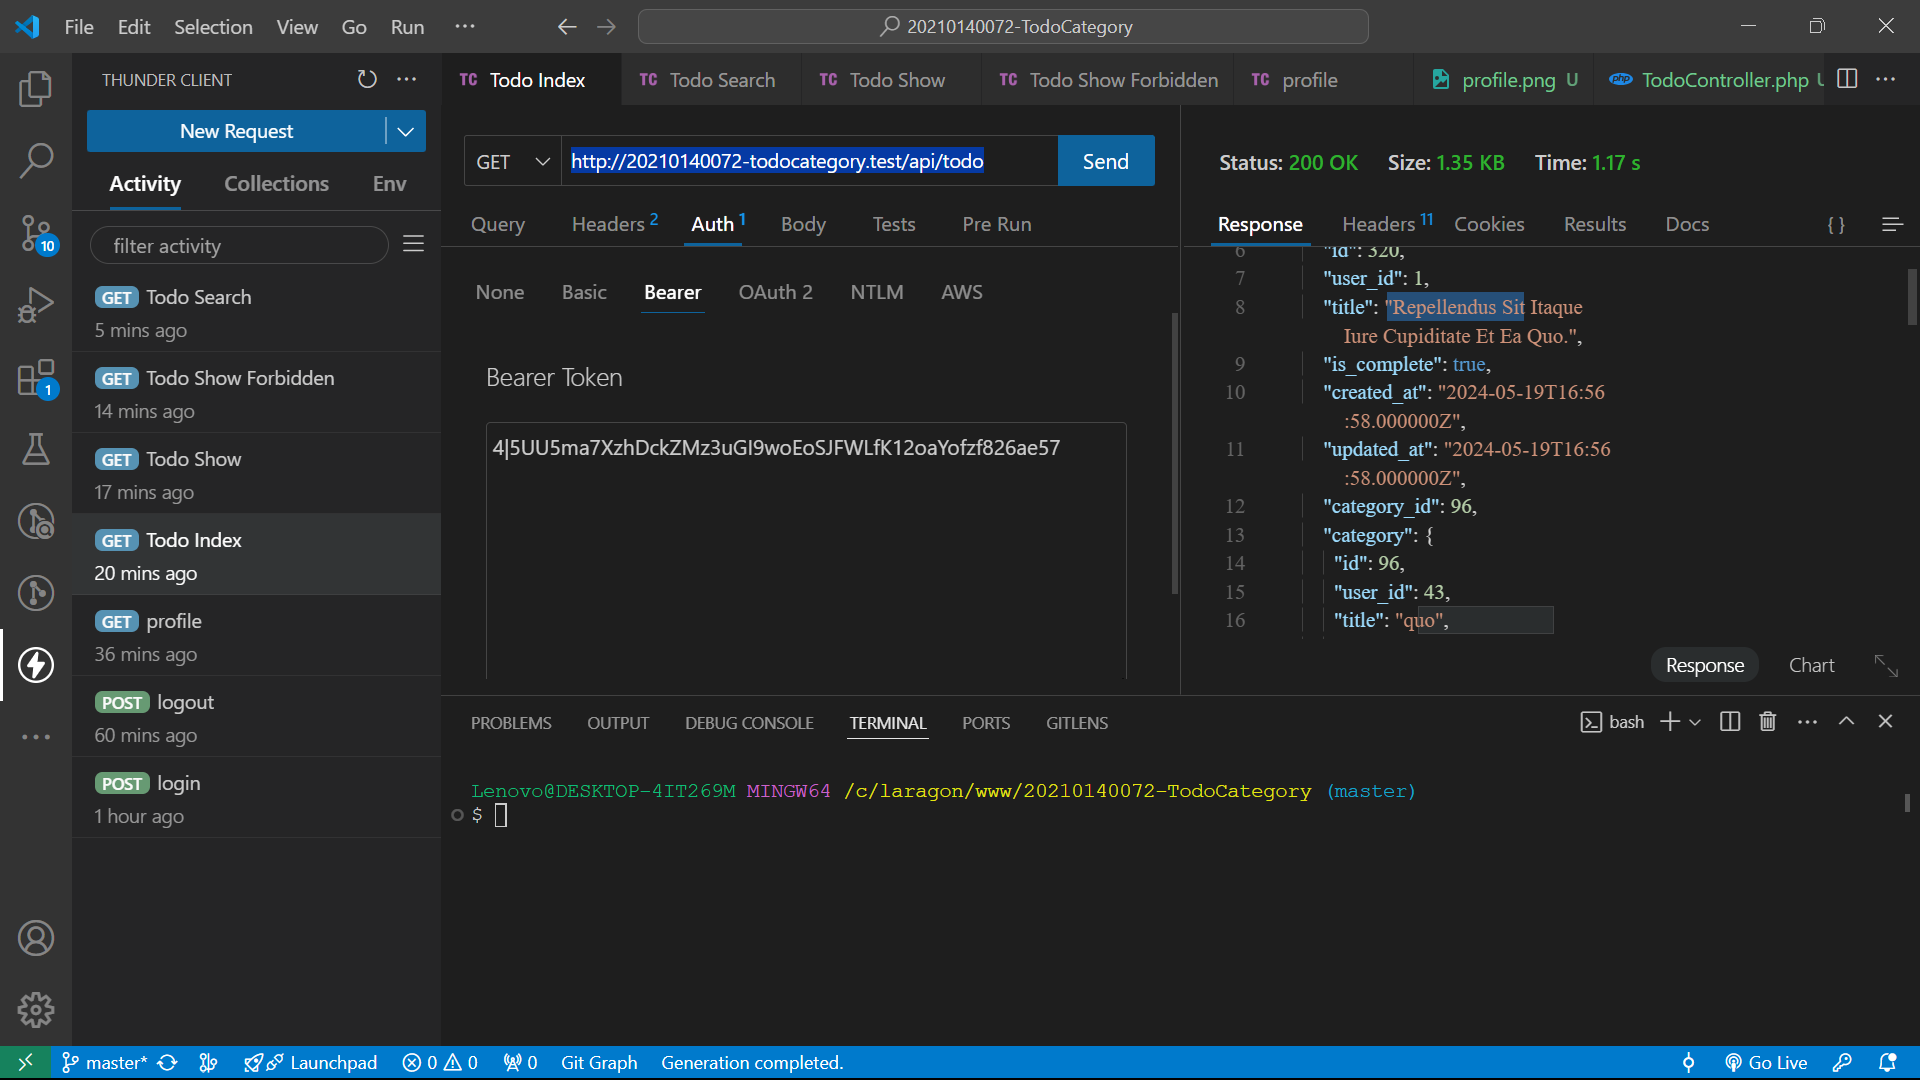 File Edit Selection View Go Run ···
20210140072-TodoCategory
THUNDER CLIENT
New Request
Activity Collections Env
filter activity
GET Todo Search
5 mins ago
GET Todo Show Forbidden
14 mins ago
GET Todo Show
17 mins ago
GET Todo Index
20 mins ago
GET profile
36 mins ago
POST logout
60 mins ago
POST login
1 hour ago
10
1
TC Todo Index TC Todo Search TC Todo Show TC Todo Show Forbidden TC profile profile.png U php TodoController.php U
GET http://20210140072-todocategory.test/api/todo Send
Query Headers 2 Auth 1 Body Tests Pre Run
None Basic Bearer OAuth 2 NTLM AWS
Bearer Token
4|5UU5ma7XzhDckZMz3uGI9woEoSJFWLfK12oaYofzf826ae57
Status: 200 OK Size: 1.35 KB Time: 1.17 s
Response Headers 11 Cookies Results Docs { }
6 "id": 320,
7 "user_id": 1,
8 "title": "Repellendus Sit Itaque
Iure Cupiditate Et Ea Quo.",
9 "is_complete": true,
10 "created_at": "2024-05-19T16:56
:58.000000Z",
11 "updated_at": "2024-05-19T16:56
:58.000000Z",
12 "category_id": 96,
13 "category": {
14 "id": 96,
15 "user_id": 43,
16 "title": "quo",
Response Chart
PROBLEMS OUTPUT DEBUG CONSOLE TERMINAL PORTS GITLENS
bash
Lenovo@DESKTOP-4IT269M MINGW64 /c/laragon/www/20210140072-TodoCategory (master)
$
master* Launchpad 0 0 0 Git Graph Generation completed. Go Live